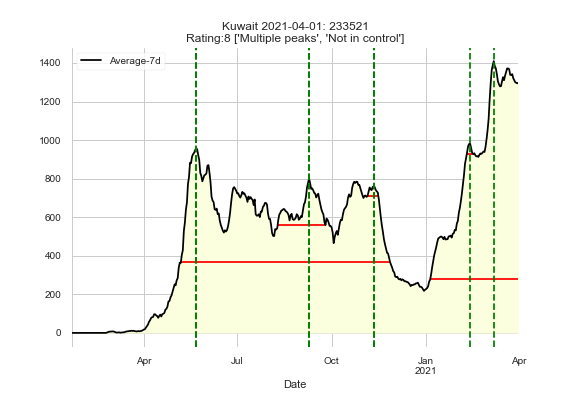 Kuwait 2021-04-01: 233521
Rating:8 ['Multiple peaks', 'Not in control']
Average-7d
1400
1200
1000
800
600
400
200
0
Apr
Jul
Oct
Jan
2021
Apr
Date